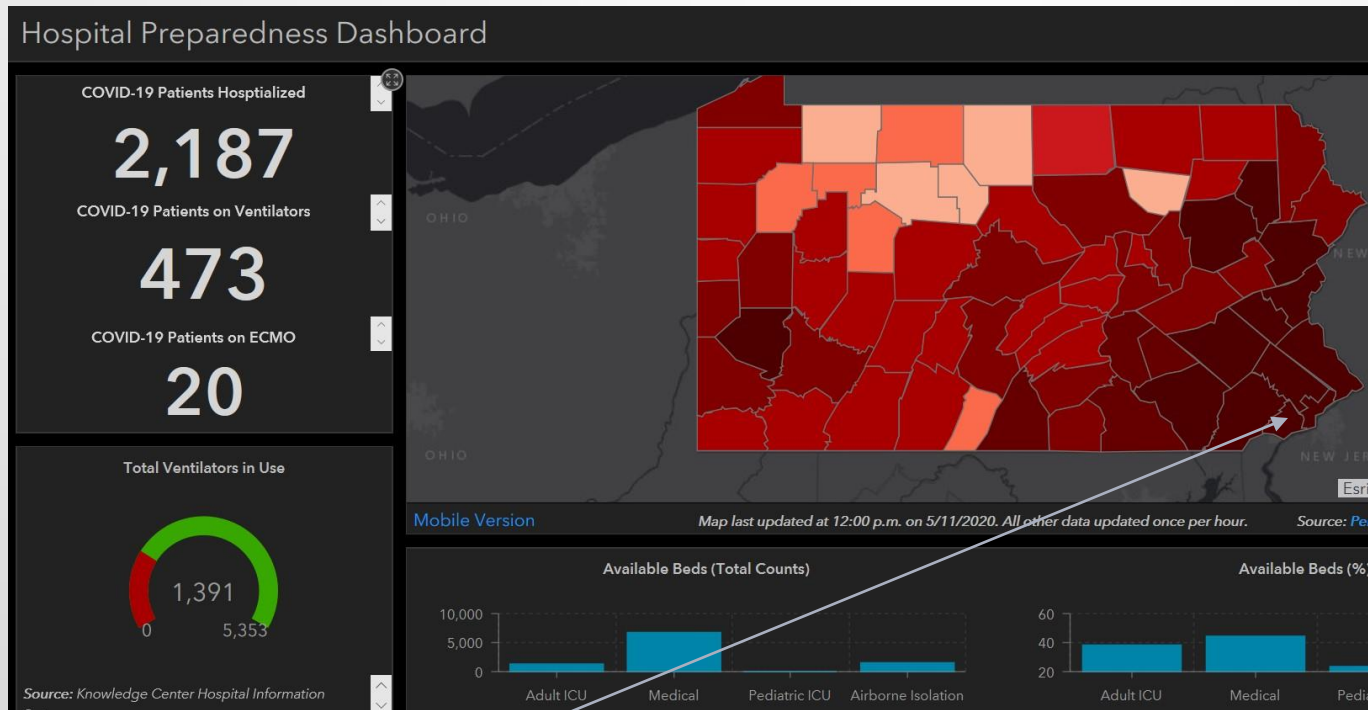 Hospital Preparedness Dashboard
COVID-19 Patients Hosptialized
2,187
COVID-19 Patients on Ventilators
473
COVID-19 Patients on ECMO
20
Total Ventilators in Use
1,391
0
5,353
Source: Knowledge Center Hospital Information
OHIO
OHIO
NEW
NEW JER
Esri
Mobile Version
Map last updated at 12:00 p.m. on 5/11/2020. All other data updated once per hour.
Source: Pe
Available Beds (Total Counts)
10,000
5,000
0
Adult ICU
Medical
Pediatric ICU
Airborne Isolation
Available Beds (%)
60
40
20
Adult ICU
Medical
Pedia